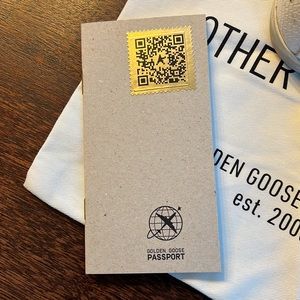 OTHER
GOLDEN GOOSE
PASSPORT
DEN GOOSE
est. 200